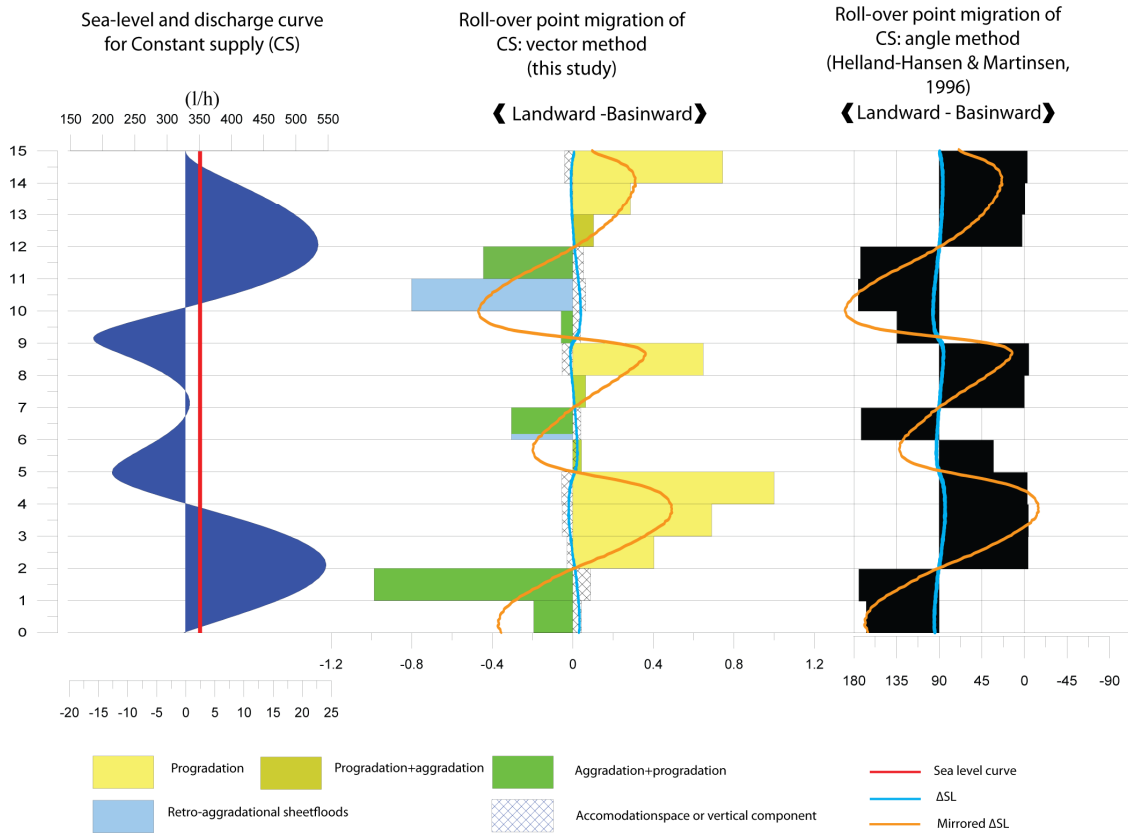 Sea-level and discharge curve
for Constant supply (CS)
Roll-over point migration of
CS: vector method
(this study)
Roll-over point migration of
CS: angle method
(Helland-Hansen & Martinsen,
1996)
(l/h)
❰ Landward -Basinward❱
❰Landward - Basinward❱
150 200 250 300 350 400 450 500 550
15
14
13
12
11
10
9
8
7
6
5
4
3
2
1
0
-1.2 -0.8 -0.4 0 0.4 0.8 1.2
180 135 90 45 0 -45 -90
-20 -15 -10 -5 0 5 10 15 20 25
Progradation
Progradation+aggradation
Aggradation+progradation
Sea level curve
Retro-aggradational sheetfloods
Accomodationspace or vertical component
ΔSL
Mirrored ΔSL